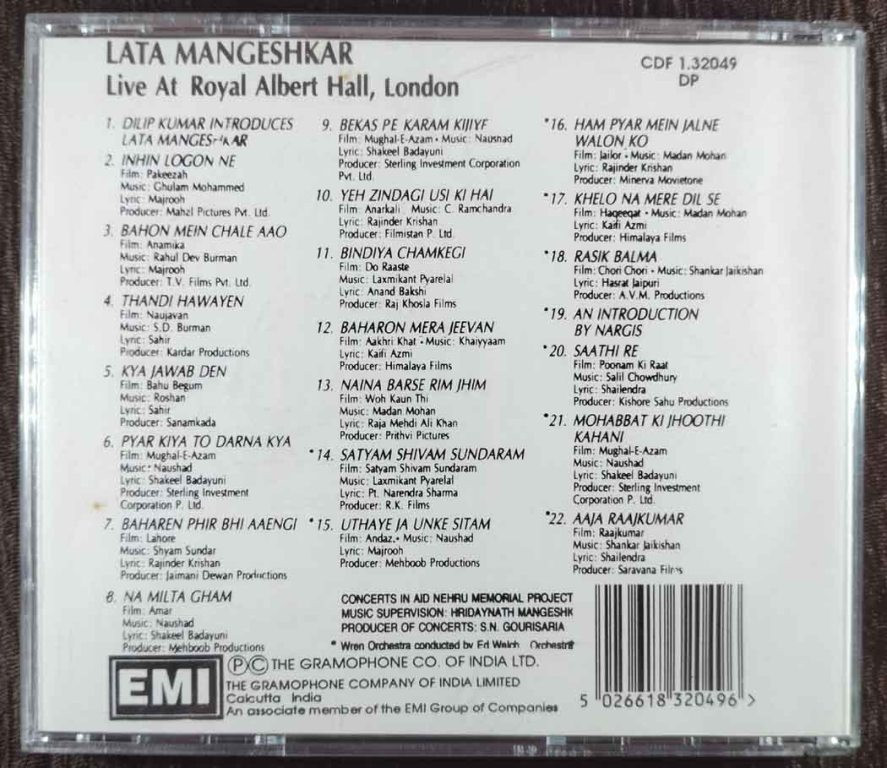 LATA MANGESHKAR
Live At Royal Albert Hall, London
CDF 1.32049
DP
1. DILIP KUMAR INTRODUCES
LATA MANGESHKAR
2. INHIN LOGON NE
Film: Pakeezah
Music: Ghulam Mohammed
Lyric: Majrooh
Producer: Mahzl Pictures Pvt. Ltd.
3. BAHON MEIN CHALE AAO
Film: Anamika
Music: Rahul Dev Burman
Lyric: Majrooh
Producer: T.V. Films Pvt. Ltd.
4. THANDI HAWAYEN
Film: Naujavan
Music: S.D. Burman
Lyric: Sahir
Producer: Kardar Productions
5. KYA JAWAB DEN
Film: Bahu Begum
Music: Roshan
Lyric: Sahir
Producer: Sanamkada
6. PYAR KIYA TO DARNA KYA
Film: Mughal-E-Azam
Music: Naushad
Lyric: Shakeel Badayuni
Producer: Sterling Investment
Corporation P. Ltd.
7. BAHAREN PHIR BHI AAENGI
Film: Lahore
Music: Shyam Sundar
Lyric: Rajinder Krishan
Producer: Jaimani Dewan Productions
8. NA MILTA GHAM
Film: Amar
Music: Naushad
Lyric: Shakeel Badayuni
Producer: Mehboob Productions
9. BEKAS PE KARAM KIJIYE
Film: Mughal-E-Azam • Music: Naushad
Lyric: Shakeel Badayuni
Producer: Sterling Investment Corporation
Pvt. Ltd.
10. YEH ZINDAGI USI KI HAI
Film: Anarkali . Music: C. Ramchandra
Lyric: Rajinder Krishan
Producer: Filmistan P. Ltd.
11. BINDIYA CHAMKEGI
Film: Do Raaste
Music: Laxmikant Pyarelal
Lyric: Anand Bakshi
Producer: Raj Khosla Films
12. BAHARON MERA JEEVAN
Film: Aakhri Khat • Music: Khaiyyaam
Lyric: Kaifi Azmi
Producer: Himalaya Films
13. NAINA BARSE RIM JHIM
Film: Woh Kaun Thi
Music: Madan Mohan
Lyric: Raja Mehdi Ali Khan
Producer: Prithvi Pictures
*14. SATYAM SHIVAM SUNDARAM
Film: Satyam Shivam Sundaram
Music: Laxmikant Pyarelal
Lyric: Pt. Narendra Sharma
Producer: R.K. Films
*15. UTHAYE JA UNKE SITAM
Film: Andaz • Music: Naushad
Lyric: Majrooh
Producer: Mehboob Productions
*16. HAM PYAR MEIN JALNE
WALON KO
Film: Jailor • Music: Madan Mohan
Lyric: Rajinder Krishan
Producer: Minerva Movietone
*17. KHELO NA MERE DIL SE
Film: Haqeeqat • Music: Madan Mohan
Lyric: Kaifi Azmi
Producer: Himalaya Films
*18. RASIK BALMA
Film: Chori Chori • Music: Shankar Jaikishan
Lyric: Hasrat Jaipuri
Producer: A.V.M. Productions
*19. AN INTRODUCTION
BY NARGIS
*20. SAATHI RE
Film: Poonam Ki Raat
Music: Salil Chowdhury
Lyric: Shailendra
Producer: Kishore Sahu Productions
*21. MOHABBAT KI JHOOTHI
KAHANI
Film: Mughal-E-Azam
Music: Naushad
Lyric: Shakeel Badayuni
Producer: Sterling Investment
Corporation P. Ltd.
*22. AAJA RAAJKUMAR
Film: Raajkumar
Music: Shankar Jaikishan
Lyric: Shailendra
Producer: Saravana Films
CONCERTS IN AID NEHRU MEMORIAL PROJECT
MUSIC SUPERVISION: HRIDAYNATH MANGESHK
PRODUCER OF CONCERTS: S.N. GOURISARIA
* Wren Orchestra conducted by Ed Welch
EMI
Ⓟ© THE GRAMOPHONE CO. OF INDIA LTD.
THE GRAMOPHONE COMPANY OF INDIA LIMITED
Calcutta India
An associate member of the EMI Group of Companies
5 026618 320496 >